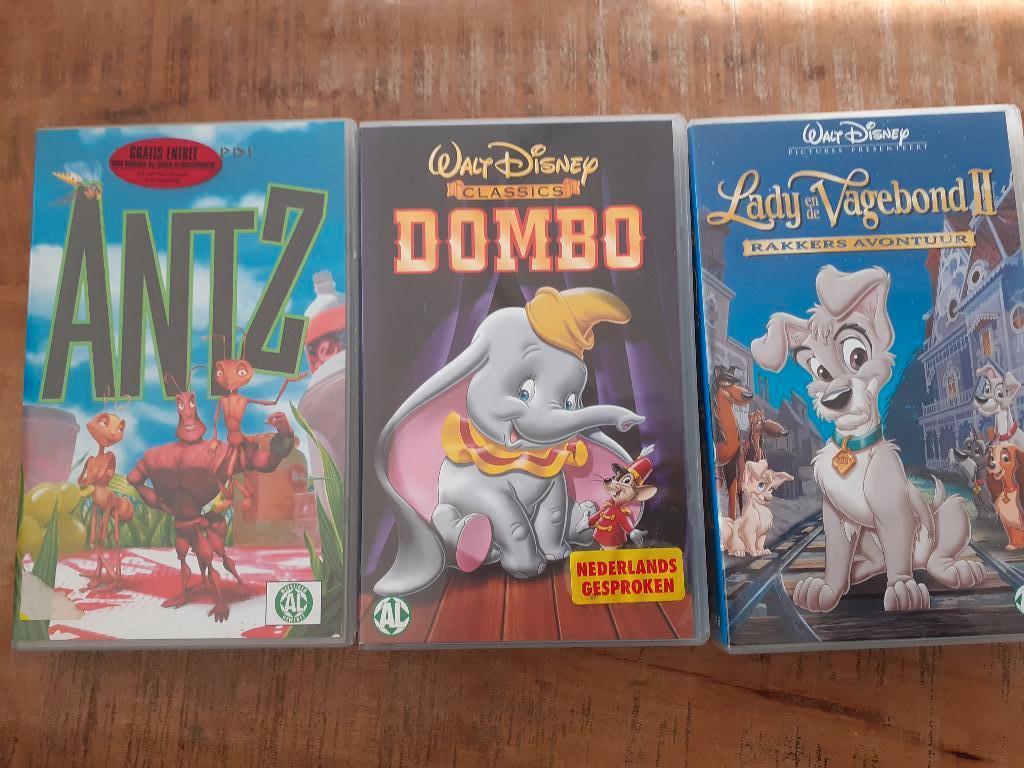 GRATIS ENTREE
PDI
ANTZ
AL
WALT DISNEY
CLASSICS
DOMBO
NEDERLANDS
GESPROKEN
AL
WALT DISNEY
PICTURES PRESENTEERT
Lady en de Vagebond II
RAKKERS AVONTUUR